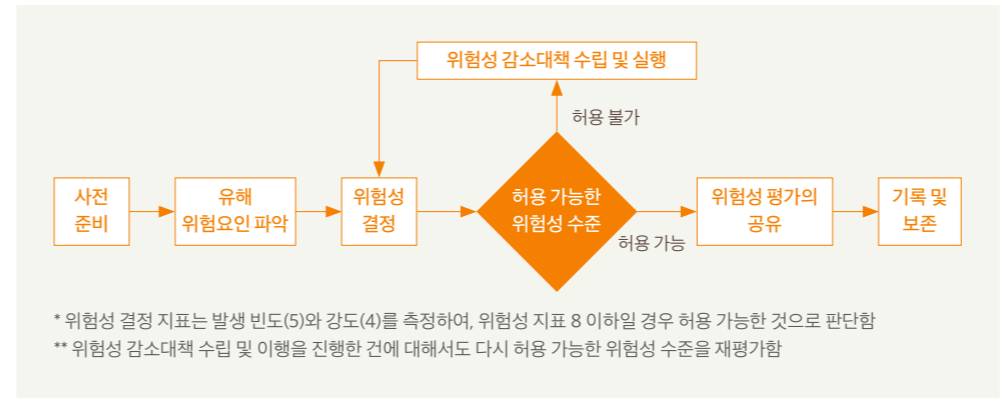 위험성 감소대책 수립 및 실행
허용 불가
사전
준비
유해
위험요인 파악
위험성
결정
허용 가능한
위험성 수준
허용 가능
위험성 평가의
공유
기록 및
보존
* 위험성 결정 지표는 발생 빈도(5)와 강도(4)를 측정하여, 위험성 지표 8 이하일 경우 허용 가능한 것으로 판단함
** 위험성 감소대책 수립 및 이행을 진행한 건에 대해서도 다시 허용 가능한 위험성 수준을 재평가함